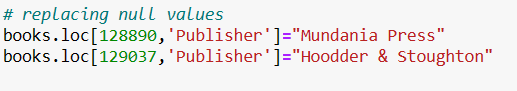 # replacing null values
books.loc[128890,'Publisher']="Mundania Press"
books.loc[129037,'Publisher']="Hoodder & Stoughton"